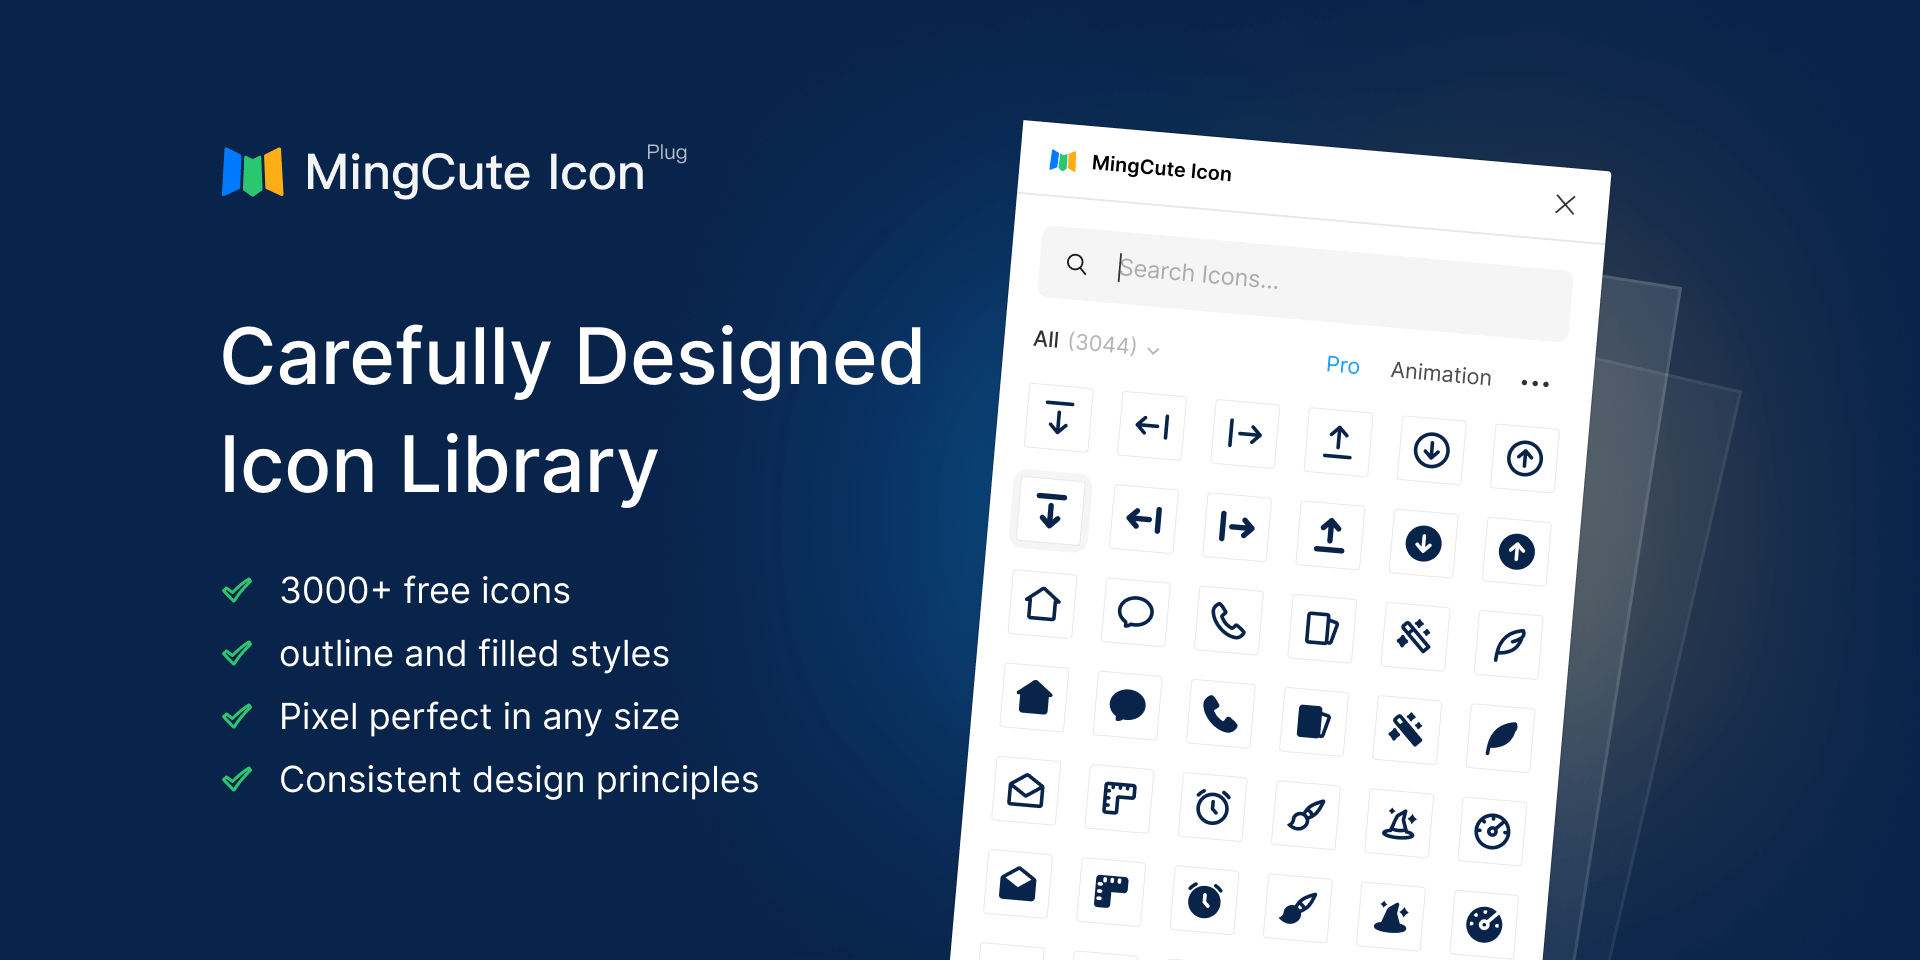 MingCute Icon Plug
Carefully Designed
Icon Library
3000+ free icons
outline and filled styles
Pixel perfect in any size
Consistent design principles
MingCute Icon
Search Icons...
All (3044)
Pro
Animation